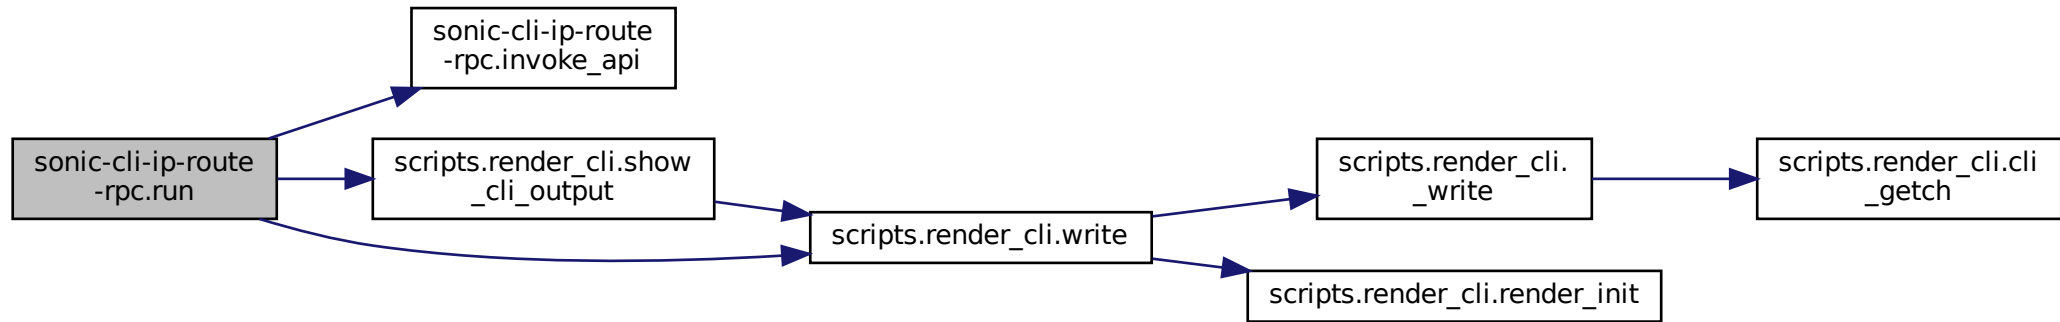 sonic-cli-ip-route
-rpc.invoke_api
sonic-cli-ip-route
-rpc.run
scripts.render_cli.show
_cli_output
scripts.render_cli.write
scripts.render_cli.
_write
scripts.render_cli.cli
_getch
scripts.render_cli.render_init